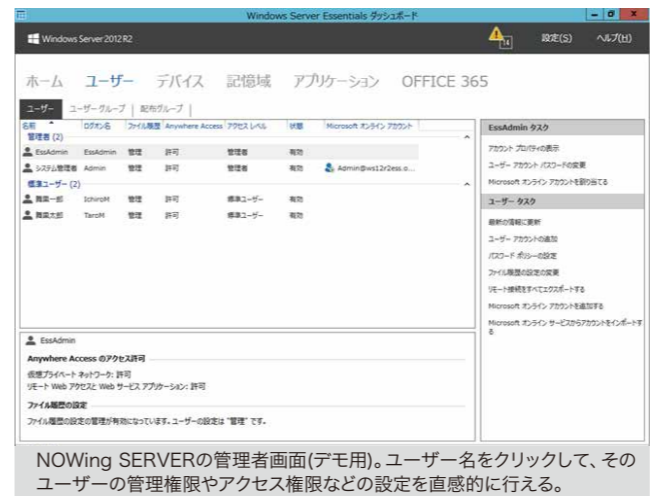 Windows Server Essentials ダッシュボード
Windows Server 2012 R2
14 設定(S) ヘルプ(H)
ホーム ユーザー デバイス 記憶域 アプリケーション OFFICE 365
ユーザー ユーザー グループ | 配布グループ |
名前 ログオン名 ファイル履歴 Anywhere Access アクセス レベル 状態 Microsoft オンライン アカウント
管理者 (2)
EssAdmin EssAdmin 管理 許可 管理者 有効
システム管理者 Admin 管理 許可 管理者 有効 Admin@ws12r2ess.o...
標準ユーザー (2)
一郎 IchiroM 管理 許可 標準ユーザー 有効
太郎 TaroM 管理 許可 標準ユーザー 有効
EssAdmin タスク
アカウント プロパティの表示
ユーザー アカウント パスワードの変更
Microsoft オンライン アカウントを割り当てる
ユーザー タスク
最新の情報に更新
ユーザー アカウントの追加
パスワード ポリシーの設定
ファイル履歴の設定の変更
リモート接続をすべてエクスポートする
Microsoft オンライン アカウントを追加する
Microsoft オンライン サービスからアカウントをインポートす
る
EssAdmin
Anywhere Access のアクセス許可
仮想プライベート ネットワーク: 許可
リモート Web アクセスと Web サービス アプリケーション: 許可
ファイル履歴の設定
ファイル履歴の設定の管理が有効になっています。ユーザーの設定は "管理" です。
NOWing SERVERの管理者画面(デモ用)。ユーザー名をクリックして、その
ユーザーの管理権限やアクセス権限などの設定を直感的に行える。